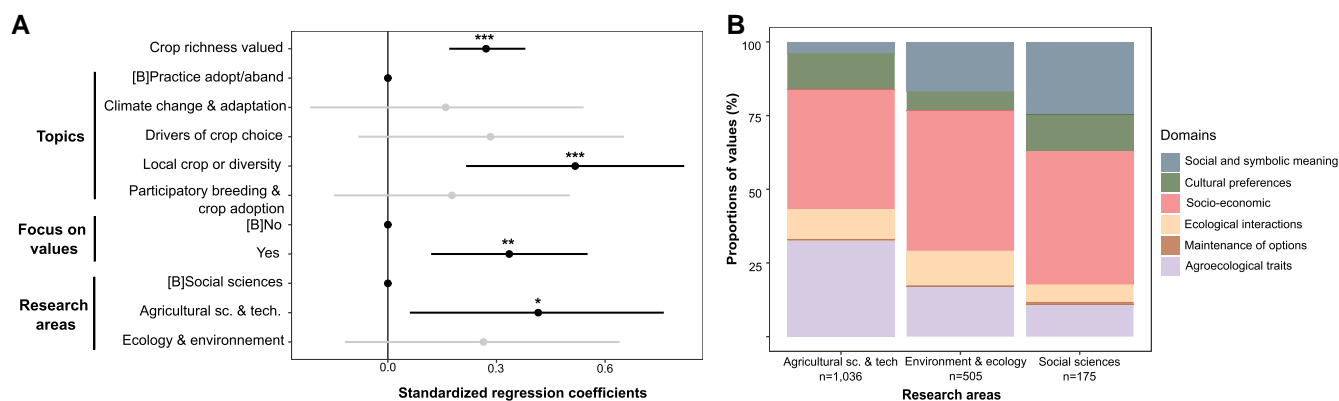 A
Crop richness valued
***
[B]Practice adopt/aband
Climate change & adaptation
Drivers of crop choice
Topics
Local crop or diversity
***
Participatory breeding &
crop adoption
Focus on
values
[B]No
Yes
**
[B]Social sciences
Research
areas
Agricultural sc. & tech.
*
Ecology & environnement
0.0
0.3
0.6
Standardized regression coefficients
B
Proportions of values (%)
100
75
50
25
Agricultural sc. & tech
n=1,036
Environment & ecology
n=505
Social sciences
n=175
Research areas
Domains
Social and symbolic meaning
Cultural preferences
Socio-economic
Ecological interactions
Maintenance of options
Agroecological traits